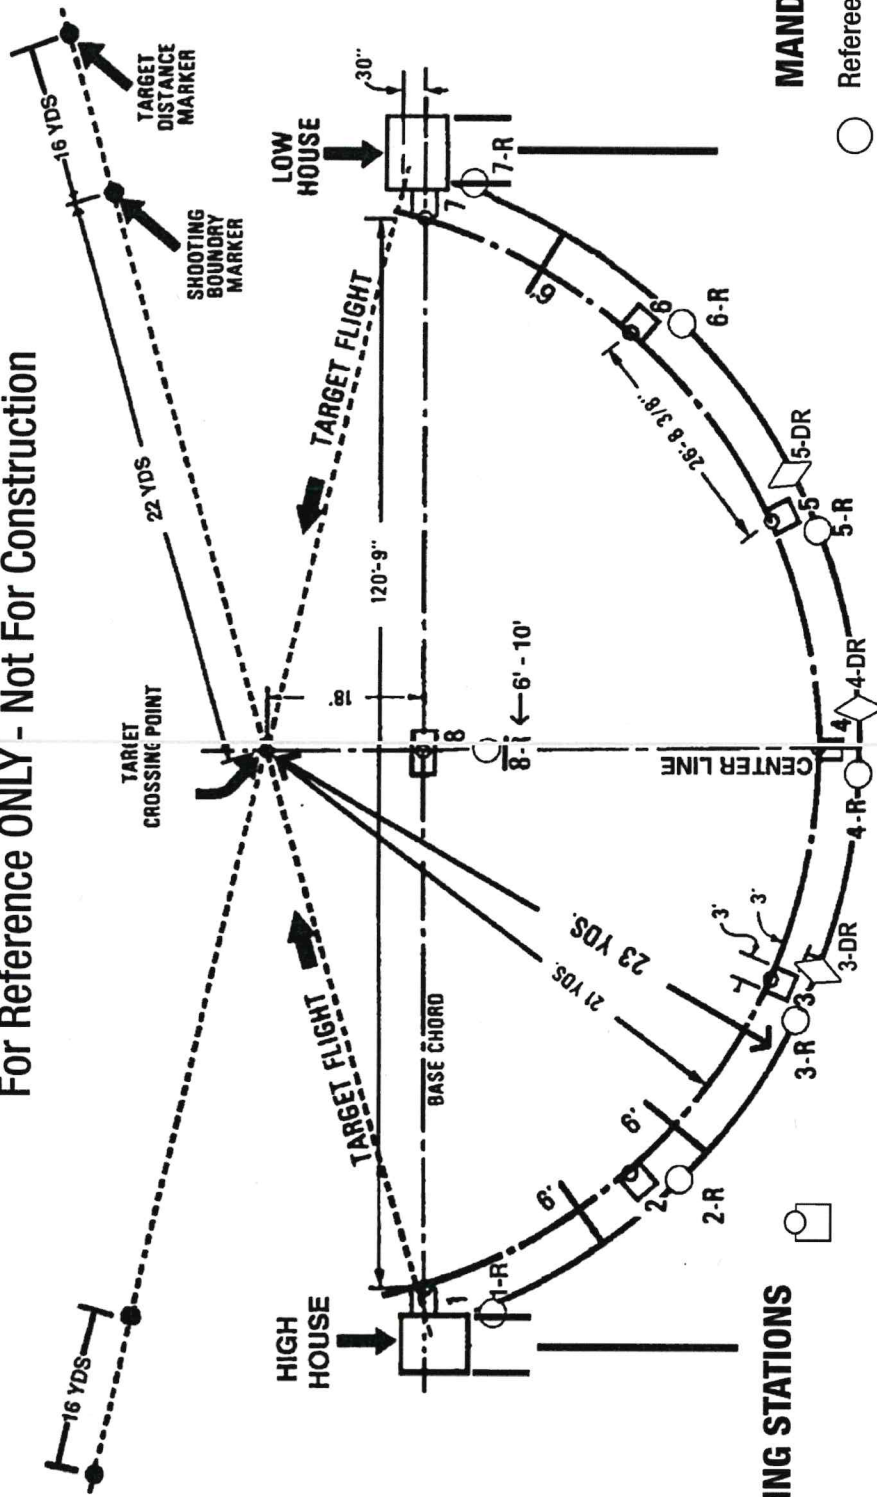 For Reference ONLY - Not For Construction
16 YDS
TARGET
DISTANCE
MARKER
22 YDS
SHOOTING
BOUNDRY
MARKER
TARGET
CROSSING POINT
16 YDS
30"
LOW
HOUSE
HIGH
HOUSE
TARGET FLIGHT
TARGET FLIGHT
120'-9"
18'
BASE CHORD
8
8-R
6' - 10'
CENTER LINE
23 YDS.
21 YDS.
1
1-R
6'
2
2-R
6'
3'
3'
3
3-R
3-DR
4
4-R
4-DR
5
5-R
5-DR
26'-8 3/8"
6
6-R
6'
7
7-R
ING STATIONS
MAND
Referee